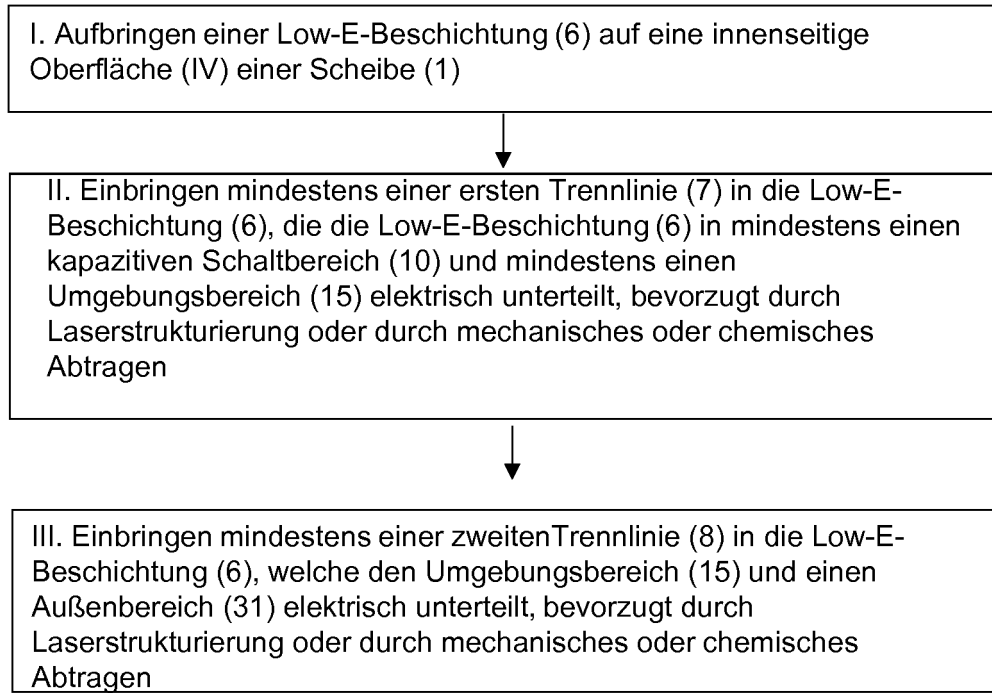 I. Aufbringen einer Low-E-Beschichtung (6) auf eine innenseitige
Oberfläche (IV) einer Scheibe (1)
II. Einbringen mindestens einer ersten Trennlinie (7) in die Low-E-
Beschichtung (6), die die Low-E-Beschichtung (6) in mindestens einen
kapazitiven Schaltbereich (10) und mindestens einen
Umgebungsbereich (15) elektrisch unterteilt, bevorzugt durch
Laserstrukturierung oder durch mechanisches oder chemisches
Abtragen
III. Einbringen mindestens einer zweitenTrennlinie (8) in die Low-E-
Beschichtung (6), welche den Umgebungsbereich (15) und einen
Außenbereich (31) elektrisch unterteilt, bevorzugt durch
Laserstrukturierung oder durch mechanisches oder chemisches
Abtragen